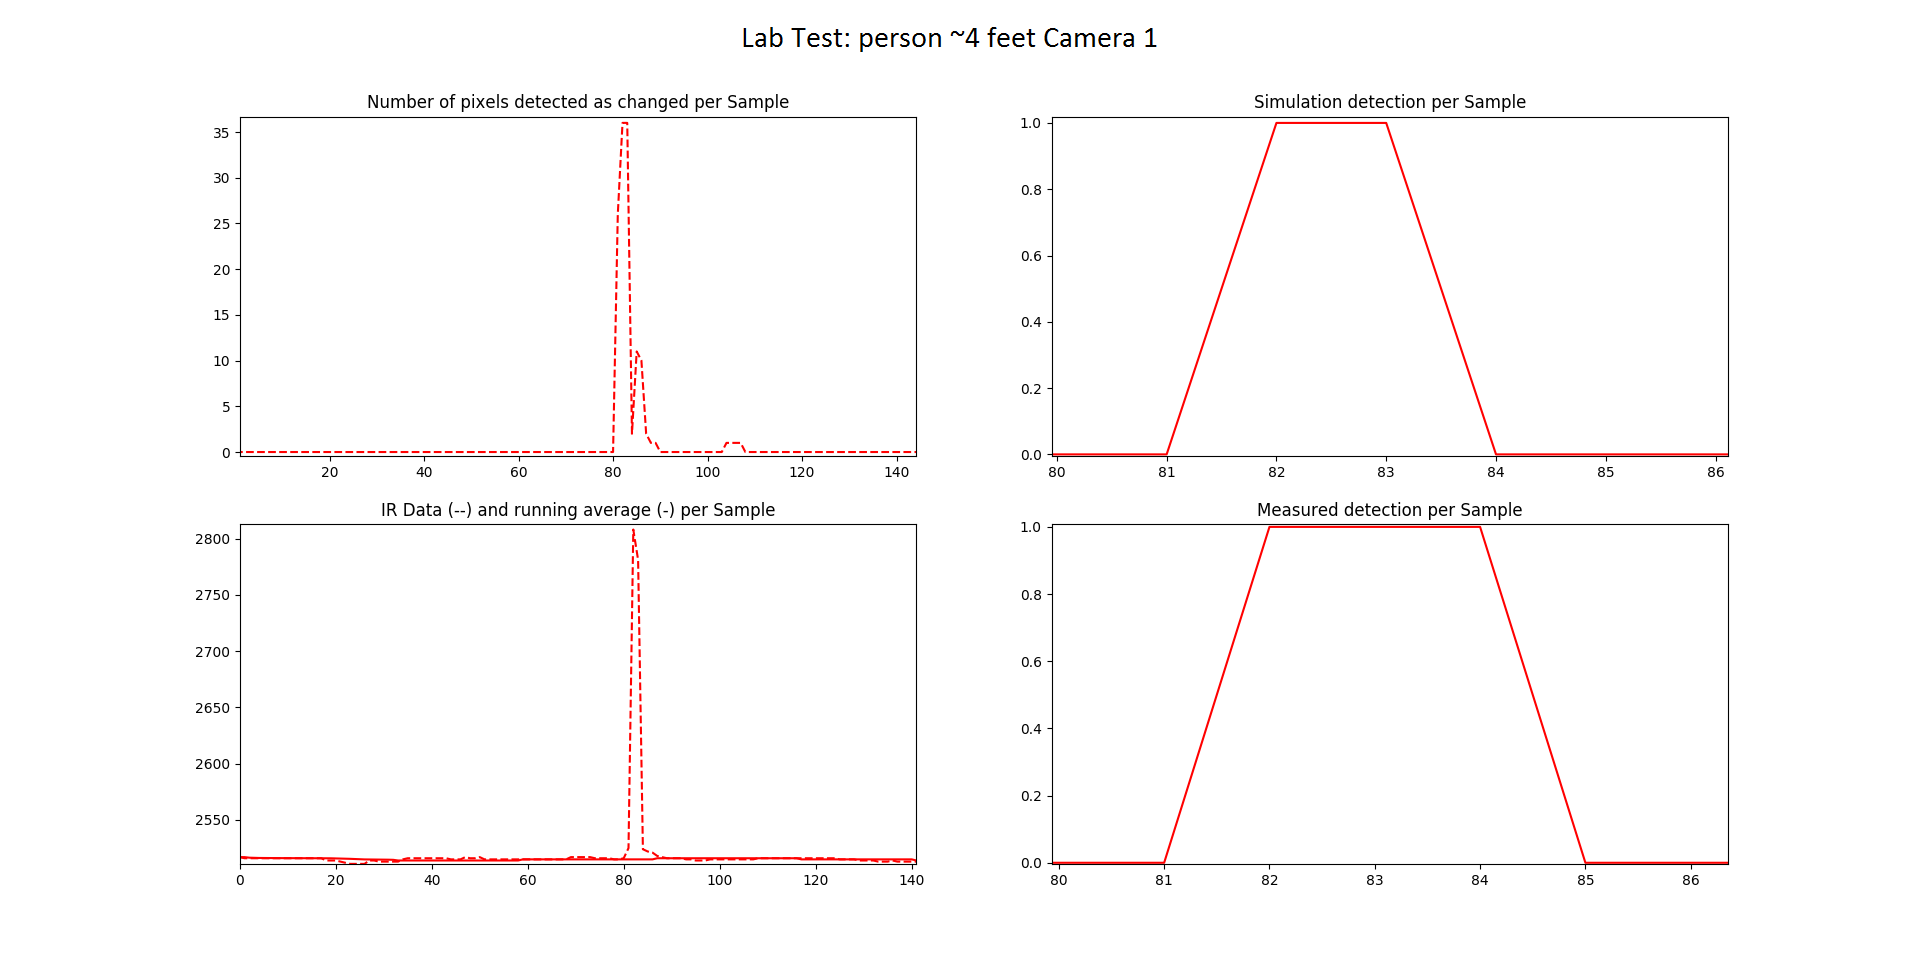 Lab Test: person ~4 feet Camera 1
Number of pixels detected as changed per Sample
35
30
25
20
15
10
5
0
20 40 60 80 100 120 140
Simulation detection per Sample
1.0
0.8
0.6
0.4
0.2
0.0
80 81 82 83 84 85 86
IR Data (--) and running average (-) per Sample
2800
2750
2700
2650
2600
2550
0 20 40 60 80 100 120 140
Measured detection per Sample
1.0
0.8
0.6
0.4
0.2
0.0
80 81 82 83 84 85 86